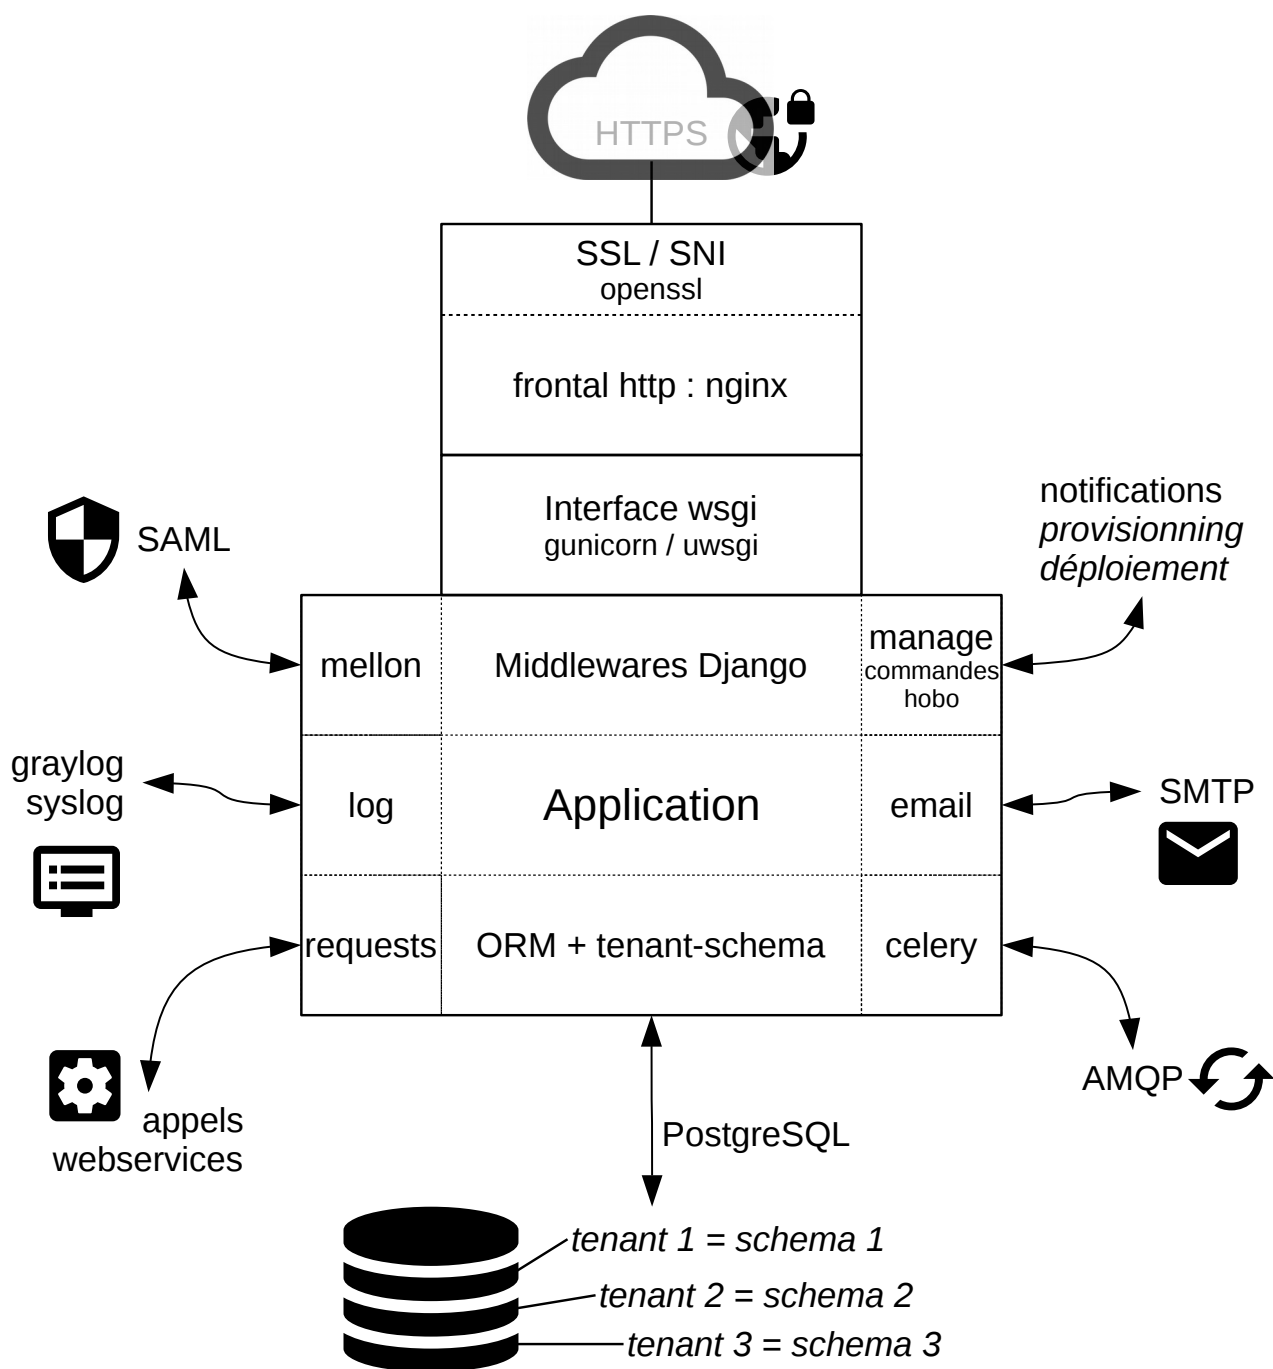 HTTPS
SSL / SNI
openssl
frontal http : nginx
Interface wsgi
gunicorn / uwsgi
SAML
notifications
provisionning
déploiement
mellon
Middlewares Django
manage
commandes
hobo
graylog
syslog
log
Application
email
SMTP
requests
ORM + tenant-schema
celery
appels
webservices
AMQP
PostgreSQL
tenant 1 = schema 1
tenant 2 = schema 2
tenant 3 = schema 3